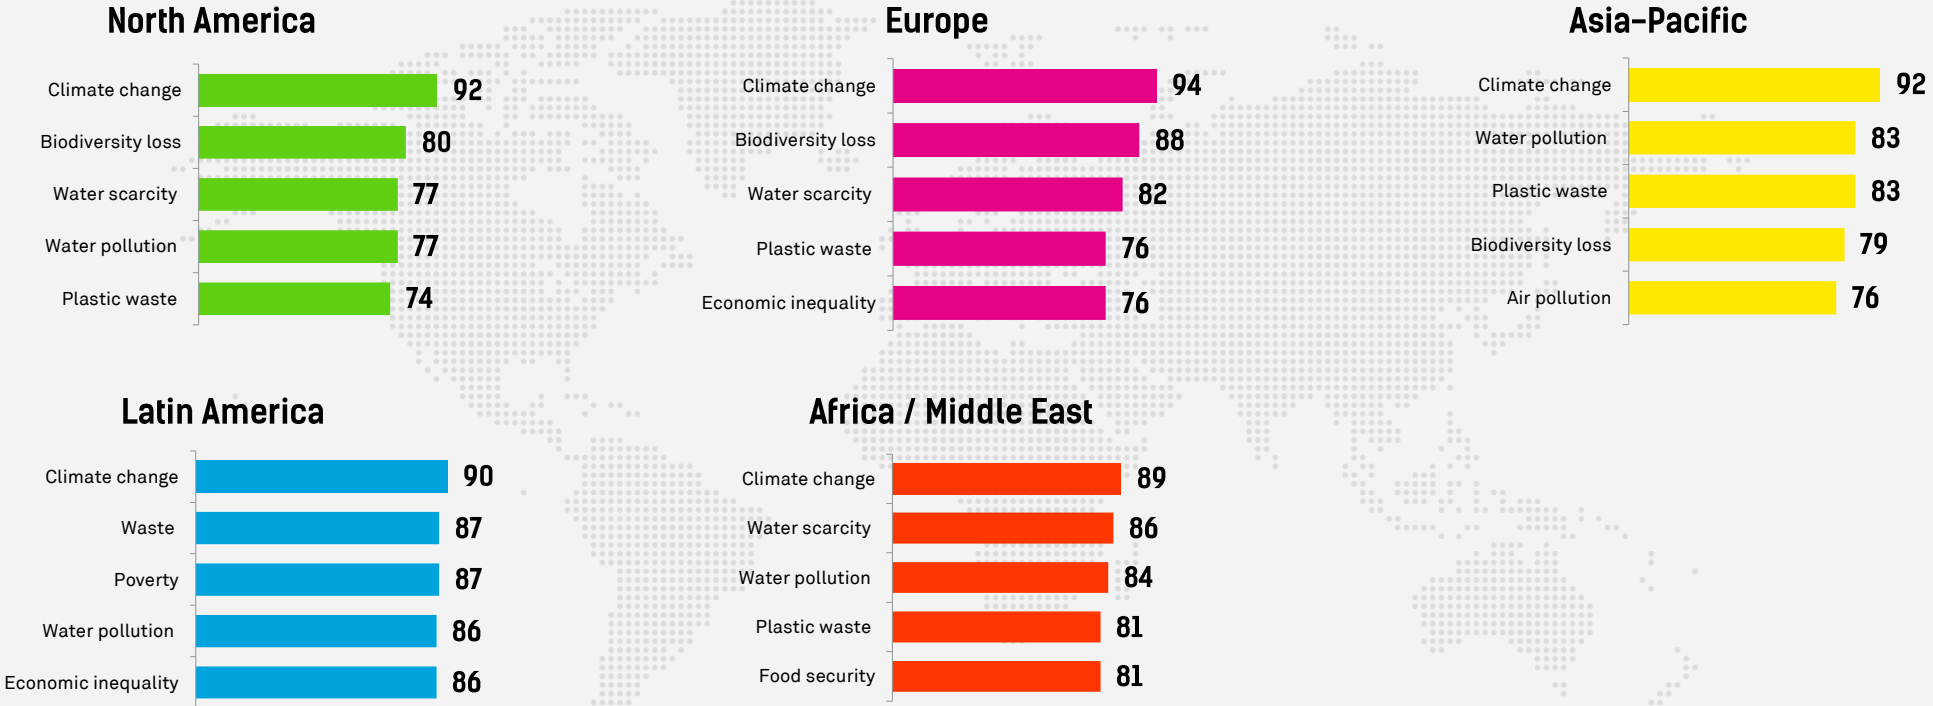 North America
Climate change 92
Biodiversity loss 80
Water scarcity 77
Water pollution 77
Plastic waste 74
Europe
Climate change 94
Biodiversity loss 88
Water scarcity 82
Plastic waste 76
Economic inequality 76
Asia-Pacific
Climate change 92
Water pollution 83
Plastic waste 83
Biodiversity loss 79
Air pollution 76
Latin America
Climate change 90
Waste 87
Poverty 87
Water pollution 86
Economic inequality 86
Africa / Middle East
Climate change 89
Water scarcity 86
Water pollution 84
Plastic waste 81
Food security 81